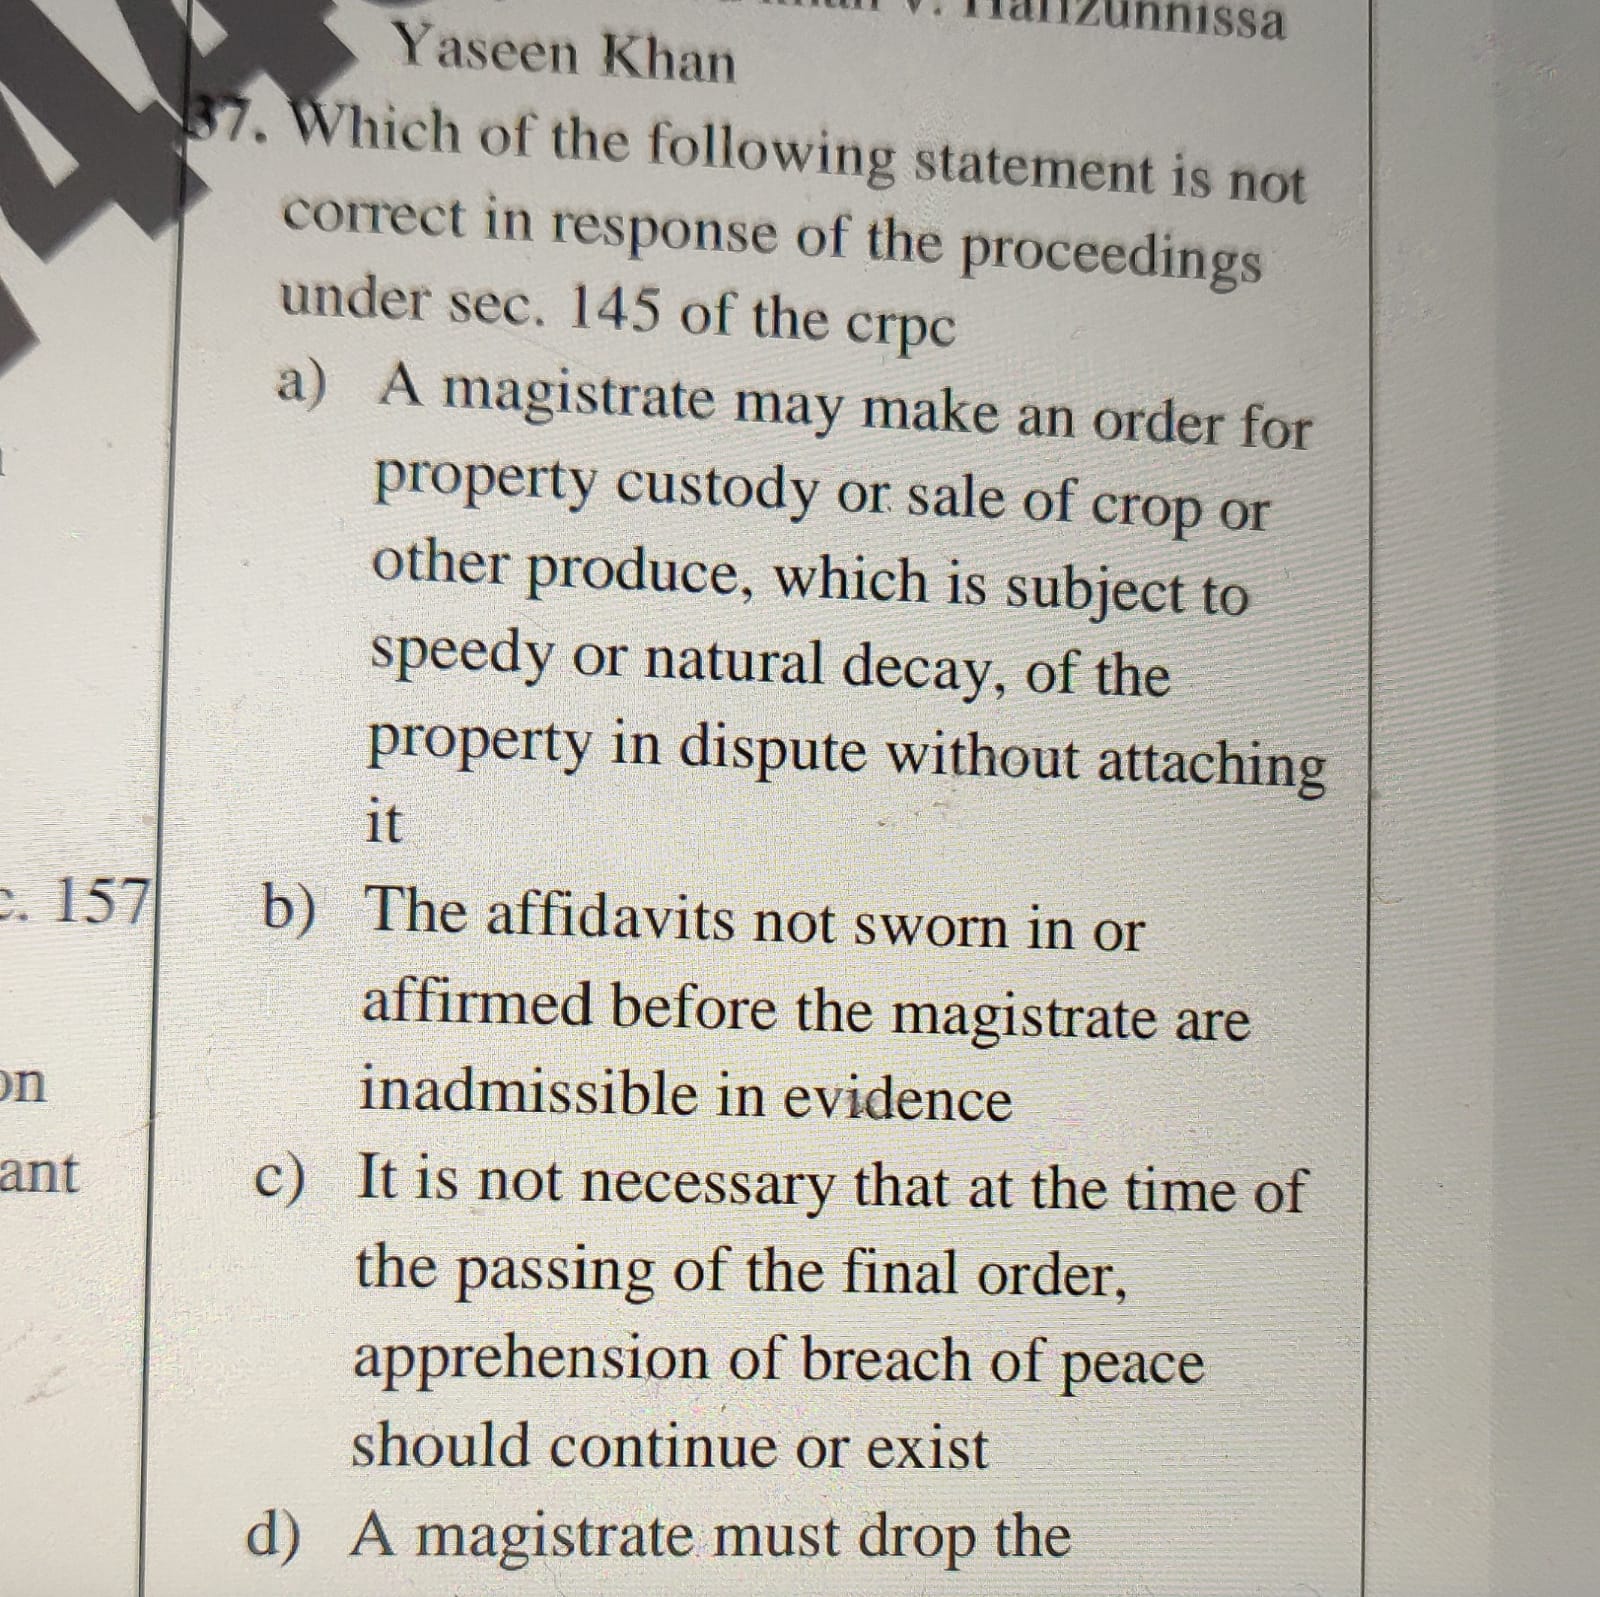 v. Hafizunnissa
Yaseen Khan
37. Which of the following statement is not
correct in response of the proceedings
under sec. 145 of the crpc
a) A magistrate may make an order for
property custody or sale of crop or
other produce, which is subject to
speedy or natural decay, of the
property in dispute without attaching
it
c. 157
b) The affidavits not sworn in or
affirmed before the magistrate are
inadmissible in evidence
on
ant
c) It is not necessary that at the time of
the passing of the final order,
apprehension of breach of peace
should continue or exist
d) A magistrate must drop the